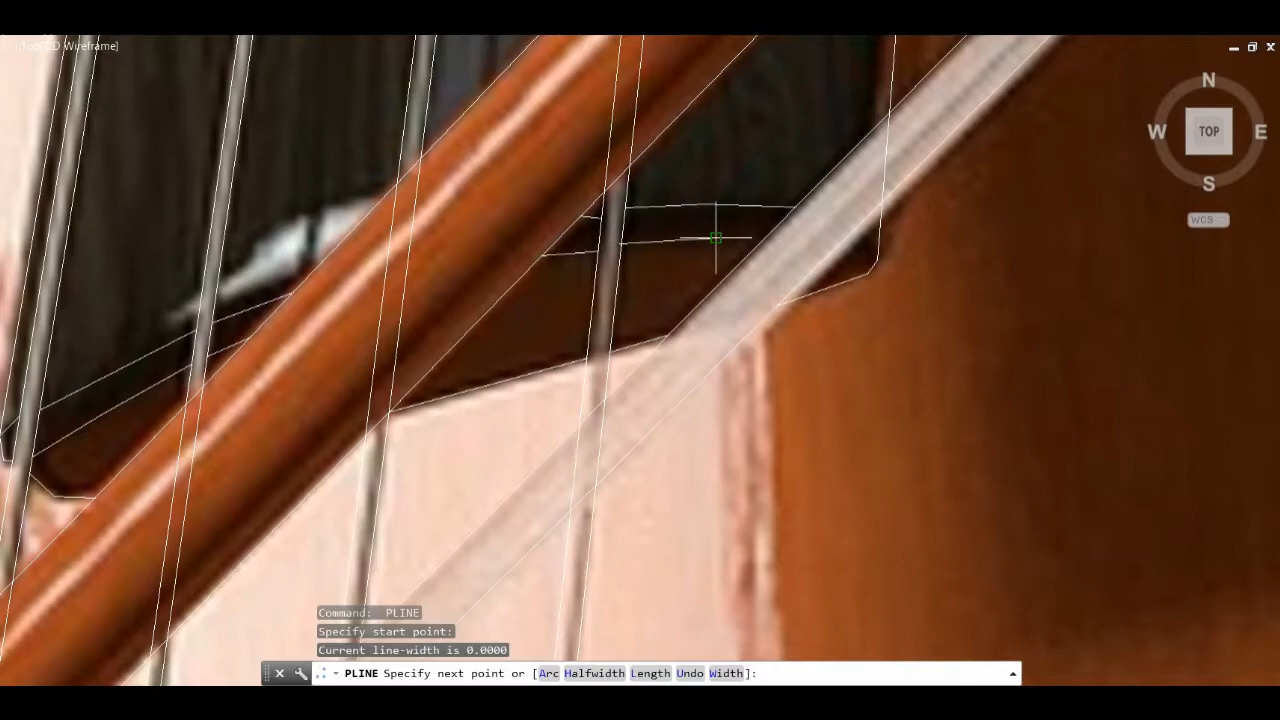 Wireframe]
N
W TOP E
S
WCS
Command: PLINE
Specify start point:
Current line-width is 0.0000
PLINE Specify next point or [Arc Halfwidth Length Undo Width]: